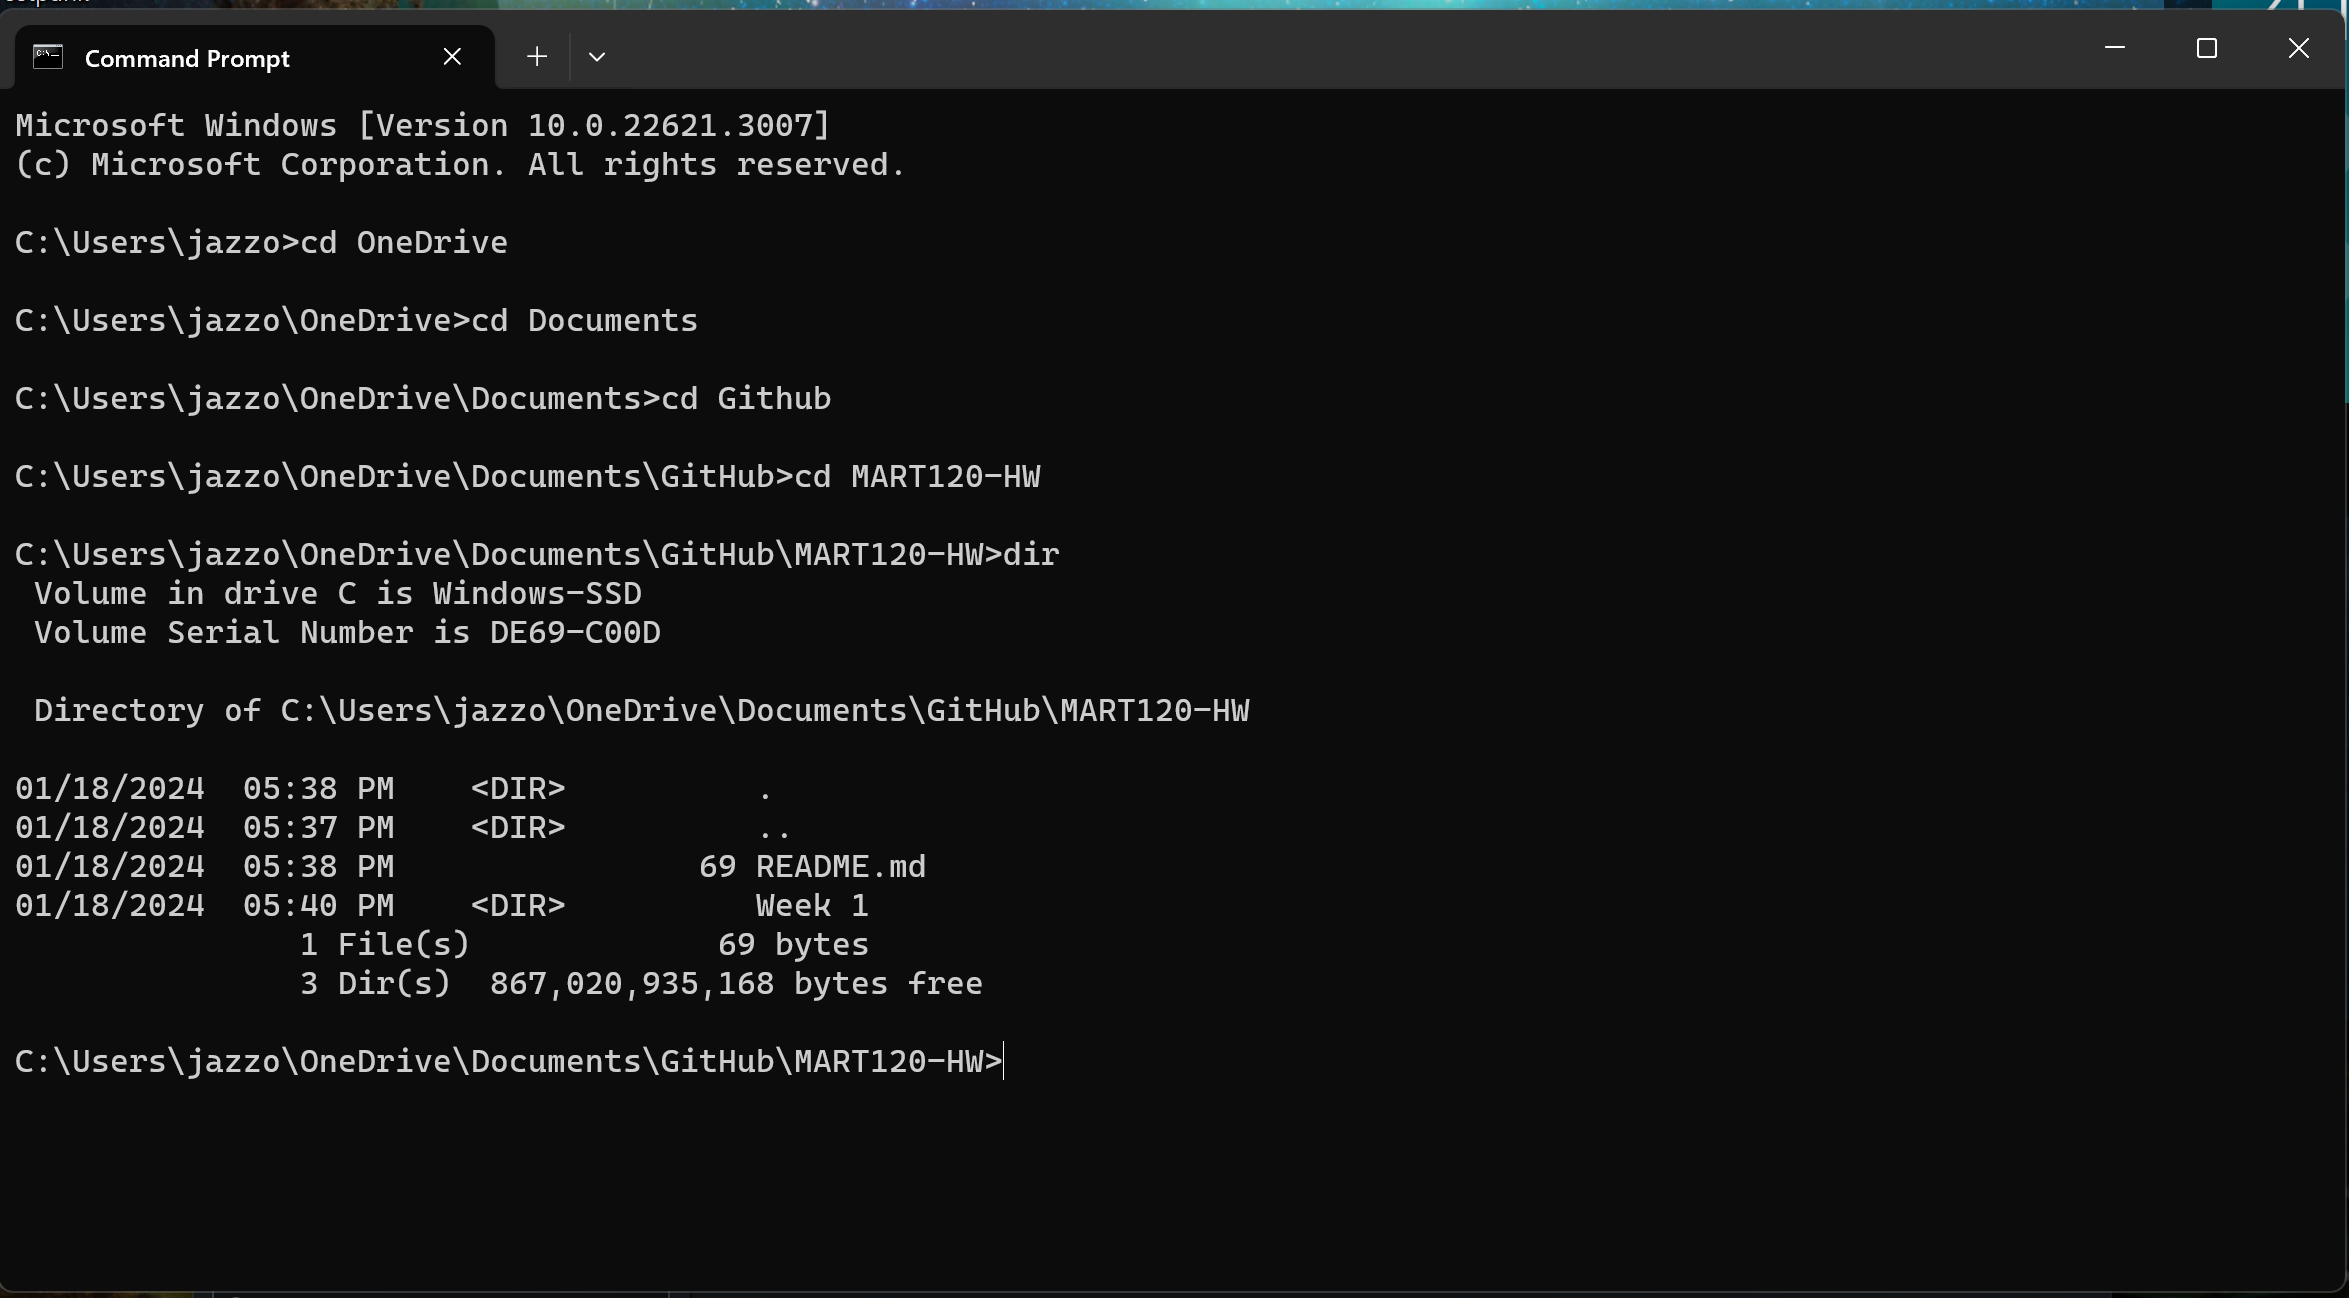 Command Prompt
Microsoft Windows [Version 10.0.22621.3007]
(c) Microsoft Corporation. All rights reserved.
C:\Users\jazzo>cd OneDrive
C:\Users\jazzo\OneDrive>cd Documents
C:\Users\jazzo\OneDrive\Documents>cd Github
C:\Users\jazzo\OneDrive\Documents\GitHub>cd MART120-HW
C:\Users\jazzo\OneDrive\Documents\GitHub\MART120-HW>dir
 Volume in drive C is Windows-SSD
 Volume Serial Number is DE69-C00D
 Directory of C:\Users\jazzo\OneDrive\Documents\GitHub\MART120-HW
01/18/2024  05:38 PM    <DIR>          .
01/18/2024  05:37 PM    <DIR>          ..
01/18/2024  05:38 PM                69 README.md
01/18/2024  05:40 PM    <DIR>          Week 1
               1 File(s)             69 bytes
               3 Dir(s)  867,020,935,168 bytes free
C:\Users\jazzo\OneDrive\Documents\GitHub\MART120-HW>